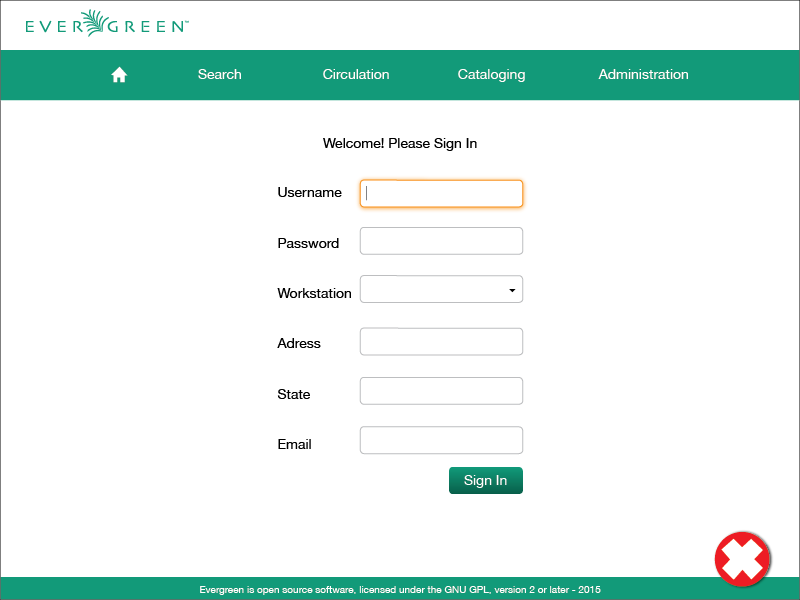 EVERGREEN™
Search Circulation Cataloging Administration
Welcome! Please Sign In
Username
Password
Workstation
Adress
State
Email
Sign In
Evergreen is open source software, licensed under the GNU GPL, version 2 or later - 2015